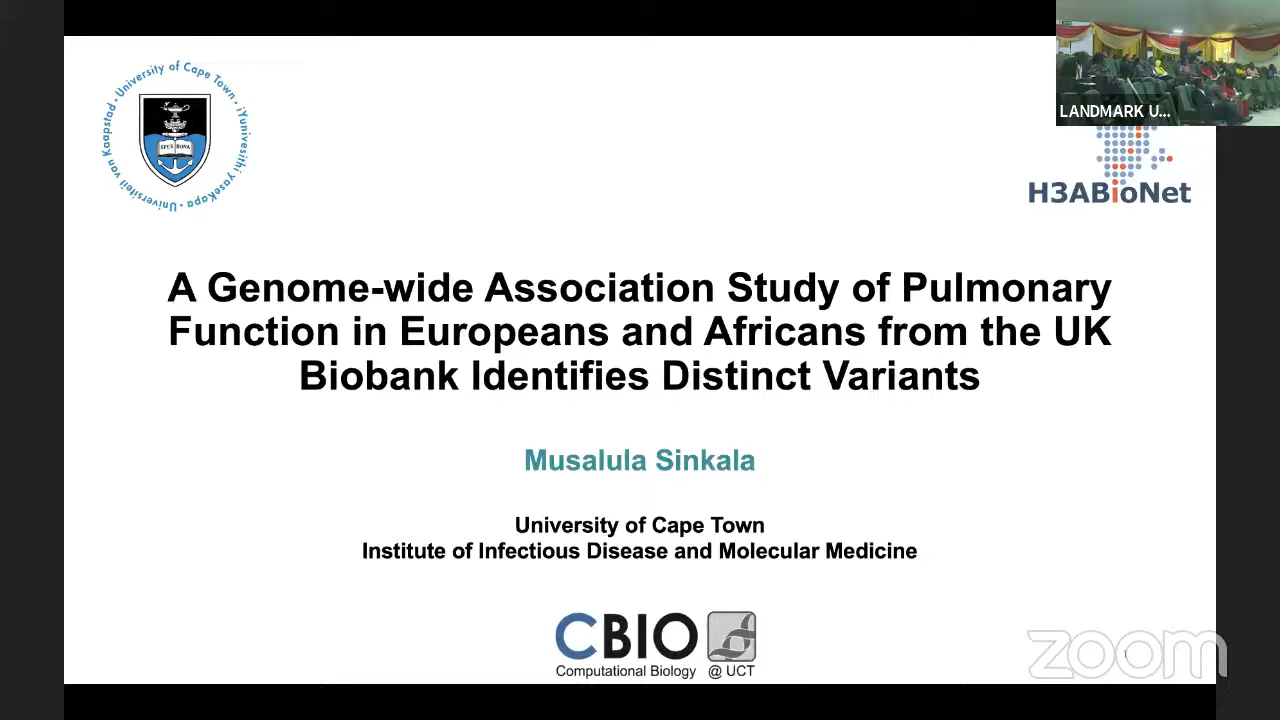 University of Cape Town · iYunivesithi yaseKapa · Universiteit van Kaapstad ·
SPES BONA
LANDMARK U...
H3ABioNet
A Genome-wide Association Study of Pulmonary
Function in Europeans and Africans from the UK
Biobank Identifies Distinct Variants
Musalula Sinkala
University of Cape Town
Institute of Infectious Disease and Molecular Medicine
CBIO
Computational Biology @ UCT
zoom
1